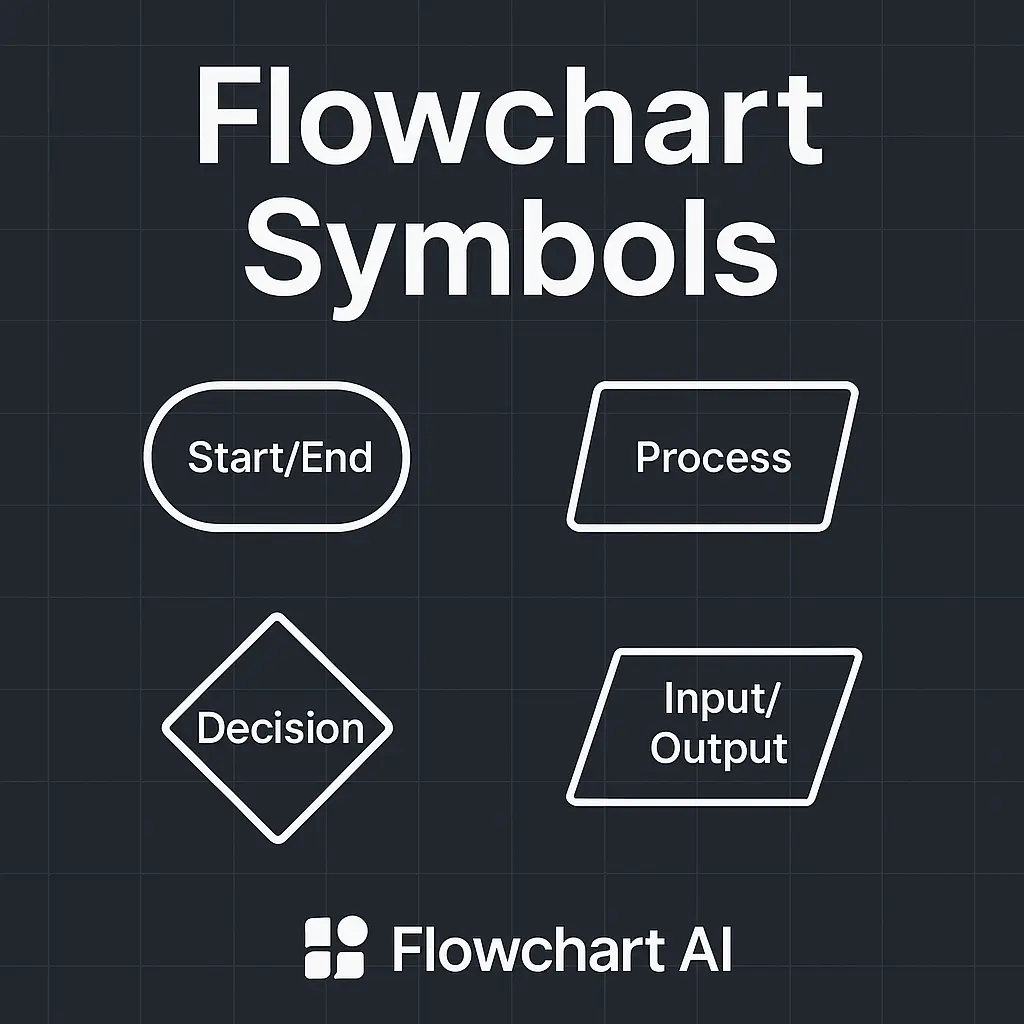 Flowchart
Symbols
Start/End
Process
Decision
Input/
Output
Flowchart AI